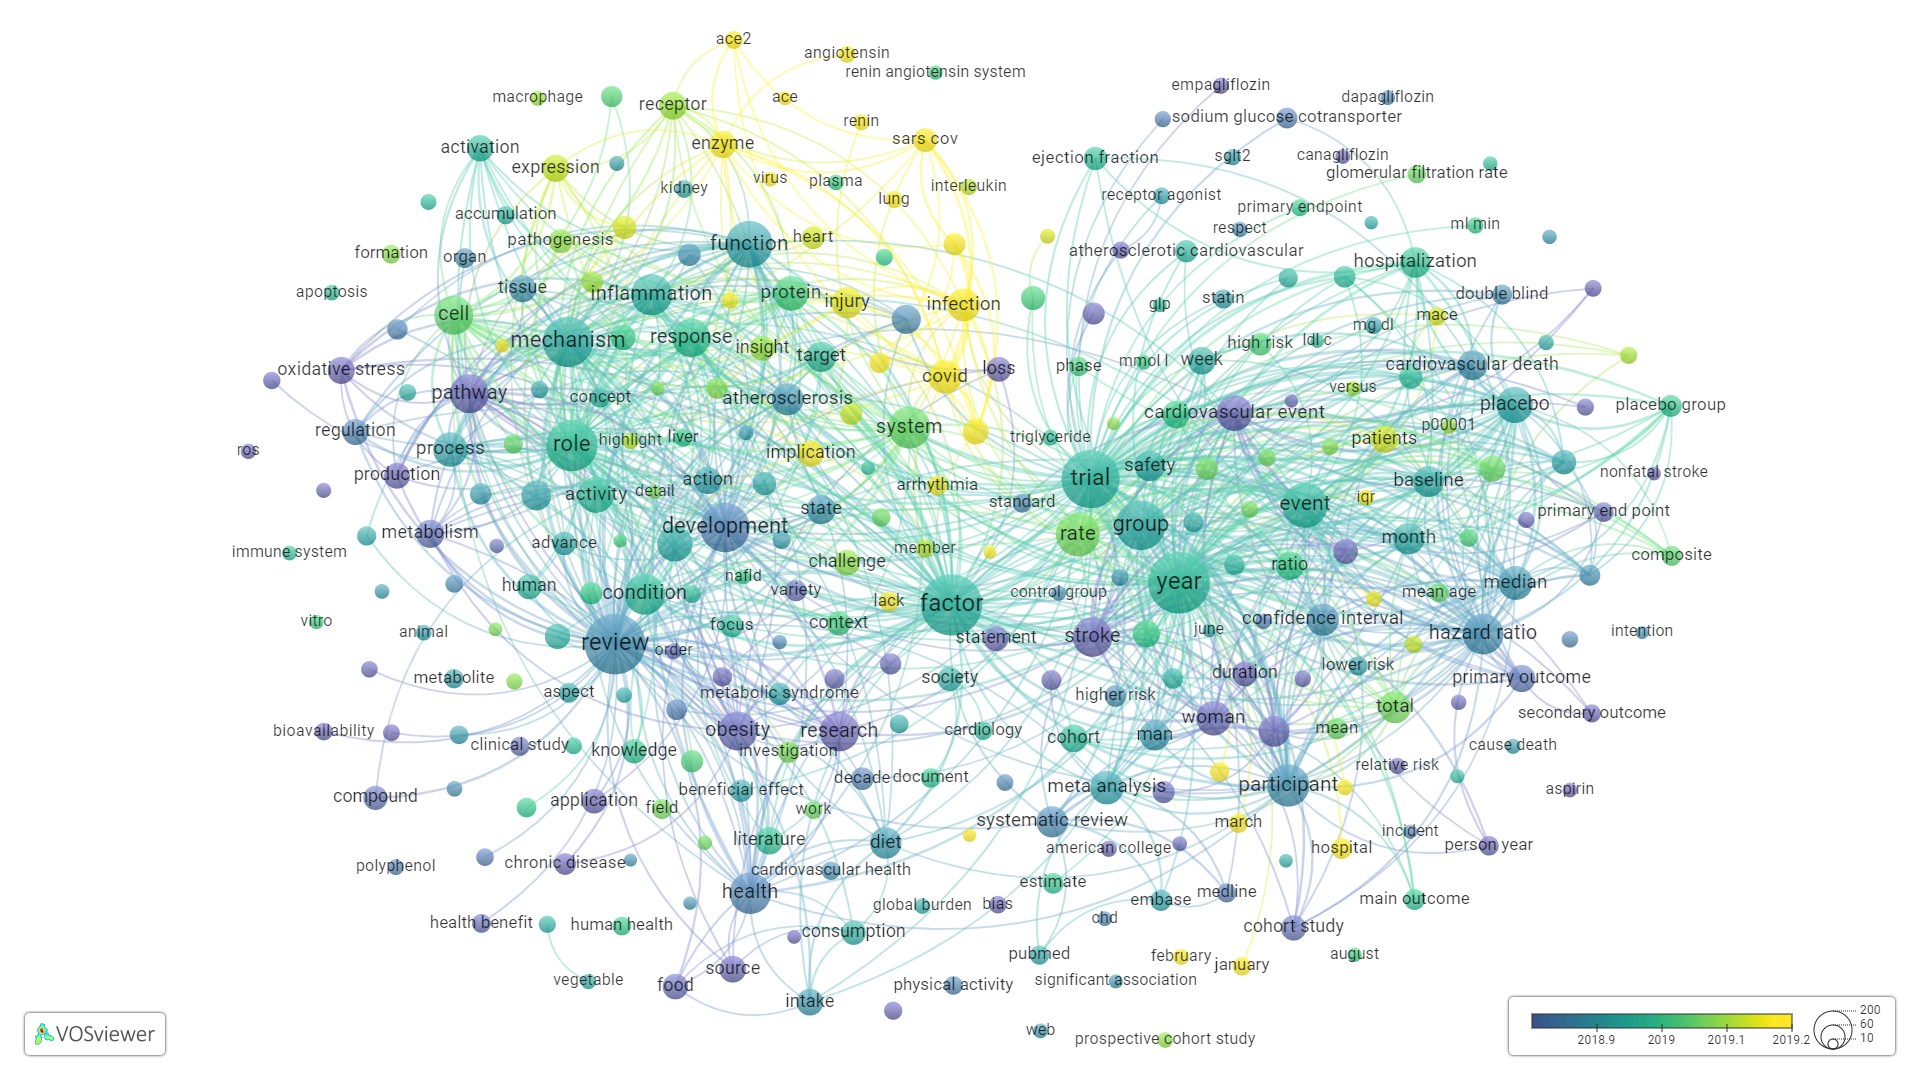 ace2
angiotensin
renin angiotensin system
empagliflozin
macrophage
receptor
ace
dapagliflozin
renin
sodium glucose cotransporter
activation
enzyme
sars cov
ejection fraction
sglt2
canagliflozin
expression
glomerular filtration rate
kidney
virus
plasma
interleukin
lung
receptor agonist
accumulation
primary endpoint
pathogenesis
function
heart
respect
ml min
formation
organ
atherosclerotic cardiovascular
hospitalization
apoptosis
tissue
inflammation
protein
injury
infection
glp
statin
double blind
cell
mechanism
response
insight
target
mg dl
mace
high risk
ldl c
oxidative stress
covid
loss
phase
mmol l
week
cardiovascular death
pathway
concept
atherosclerosis
versus
cardiovascular event
placebo
placebo group
regulation
process
role
highlight
liver
system
triglyceride
patients
p00001
ros
implication
production
activity
detail
action
arrhythmia
trial
safety
baseline
nonfatal stroke
metabolism
development
state
standard
group
event
iqr
primary end point
immune system
advance
member
rate
month
composite
human
condition
nafld
challenge
variety
year
ratio
median
vitro
animal
review
order
focus
context
lack
factor
control group
mean age
statement
stroke
june
confidence interval
hazard ratio
intention
metabolite
aspect
metabolic syndrome
society
higher risk
duration
lower risk
primary outcome
bioavailability
clinical study
knowledge
obesity
research
investigation
cardiology
cohort
man
woman
mean
total
secondary outcome
cause death
compound
application
field
beneficial effect
work
decade
document
meta analysis
participant
relative risk
aspirin
polyphenol
chronic disease
literature
diet
systematic review
american college
march
hospital
incident
person year
cardiovascular health
health
estimate
embase
medline
main outcome
health benefit
human health
global burden
bias
chd
cohort study
consumption
vegetable
food
source
intake
physical activity
pubmed
significant association
february
january
august
web
prospective cohort study
VOSviewer
2018.9
2019
2019.1
2019.2
200
60
10